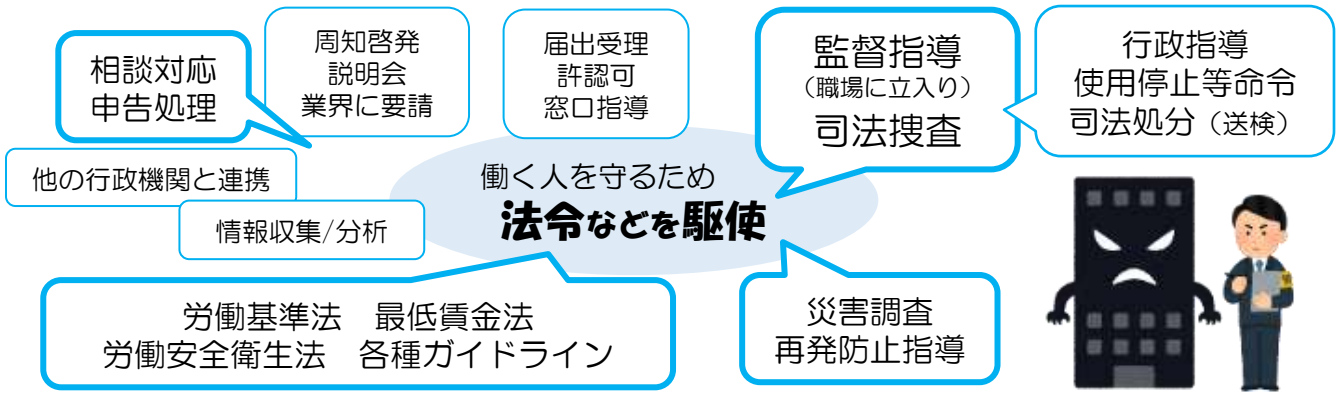 相談対応
申告処理
周知啓発
説明会
業界に要請
届出受理
許認可
窓口指導
監督指導
（職場に立入り）
司法捜査
行政指導
使用停止等命令
司法処分（送検）
他の行政機関と連携
情報収集/分析
働く人を守るため
法令などを駆使
労働基準法　最低賃金法
労働安全衛生法　各種ガイドライン
災害調査
再発防止指導